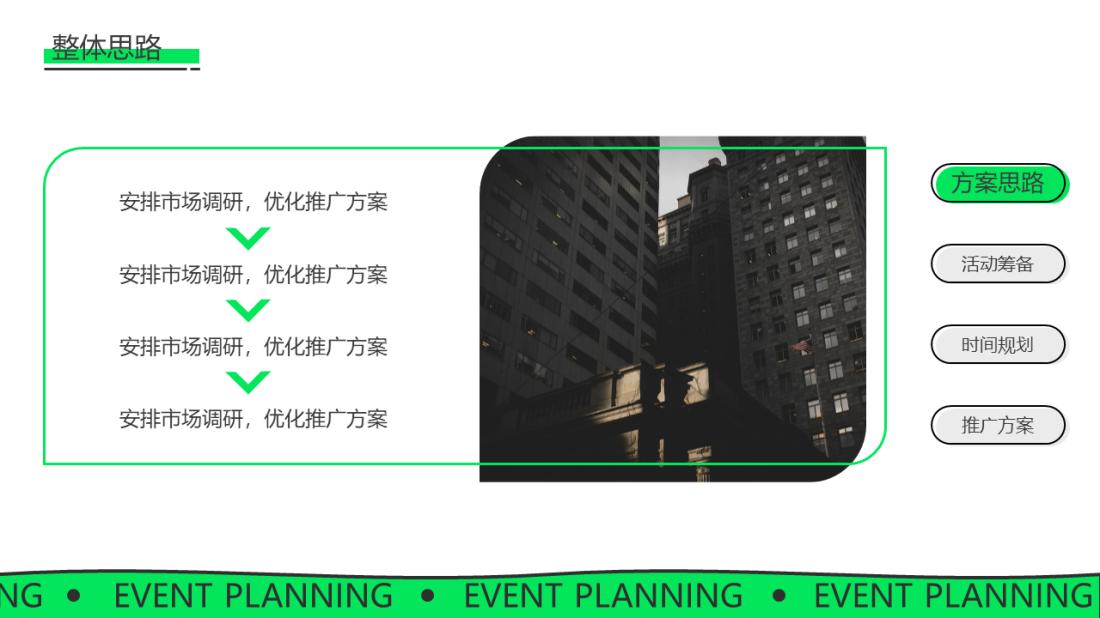 整体思路
安排市场调研，优化推广方案
安排市场调研，优化推广方案
安排市场调研，优化推广方案
安排市场调研，优化推广方案
方案思路
活动筹备
时间规划
推广方案
NG • EVENT PLANNING • EVENT PLANNING • EVENT PLANNING